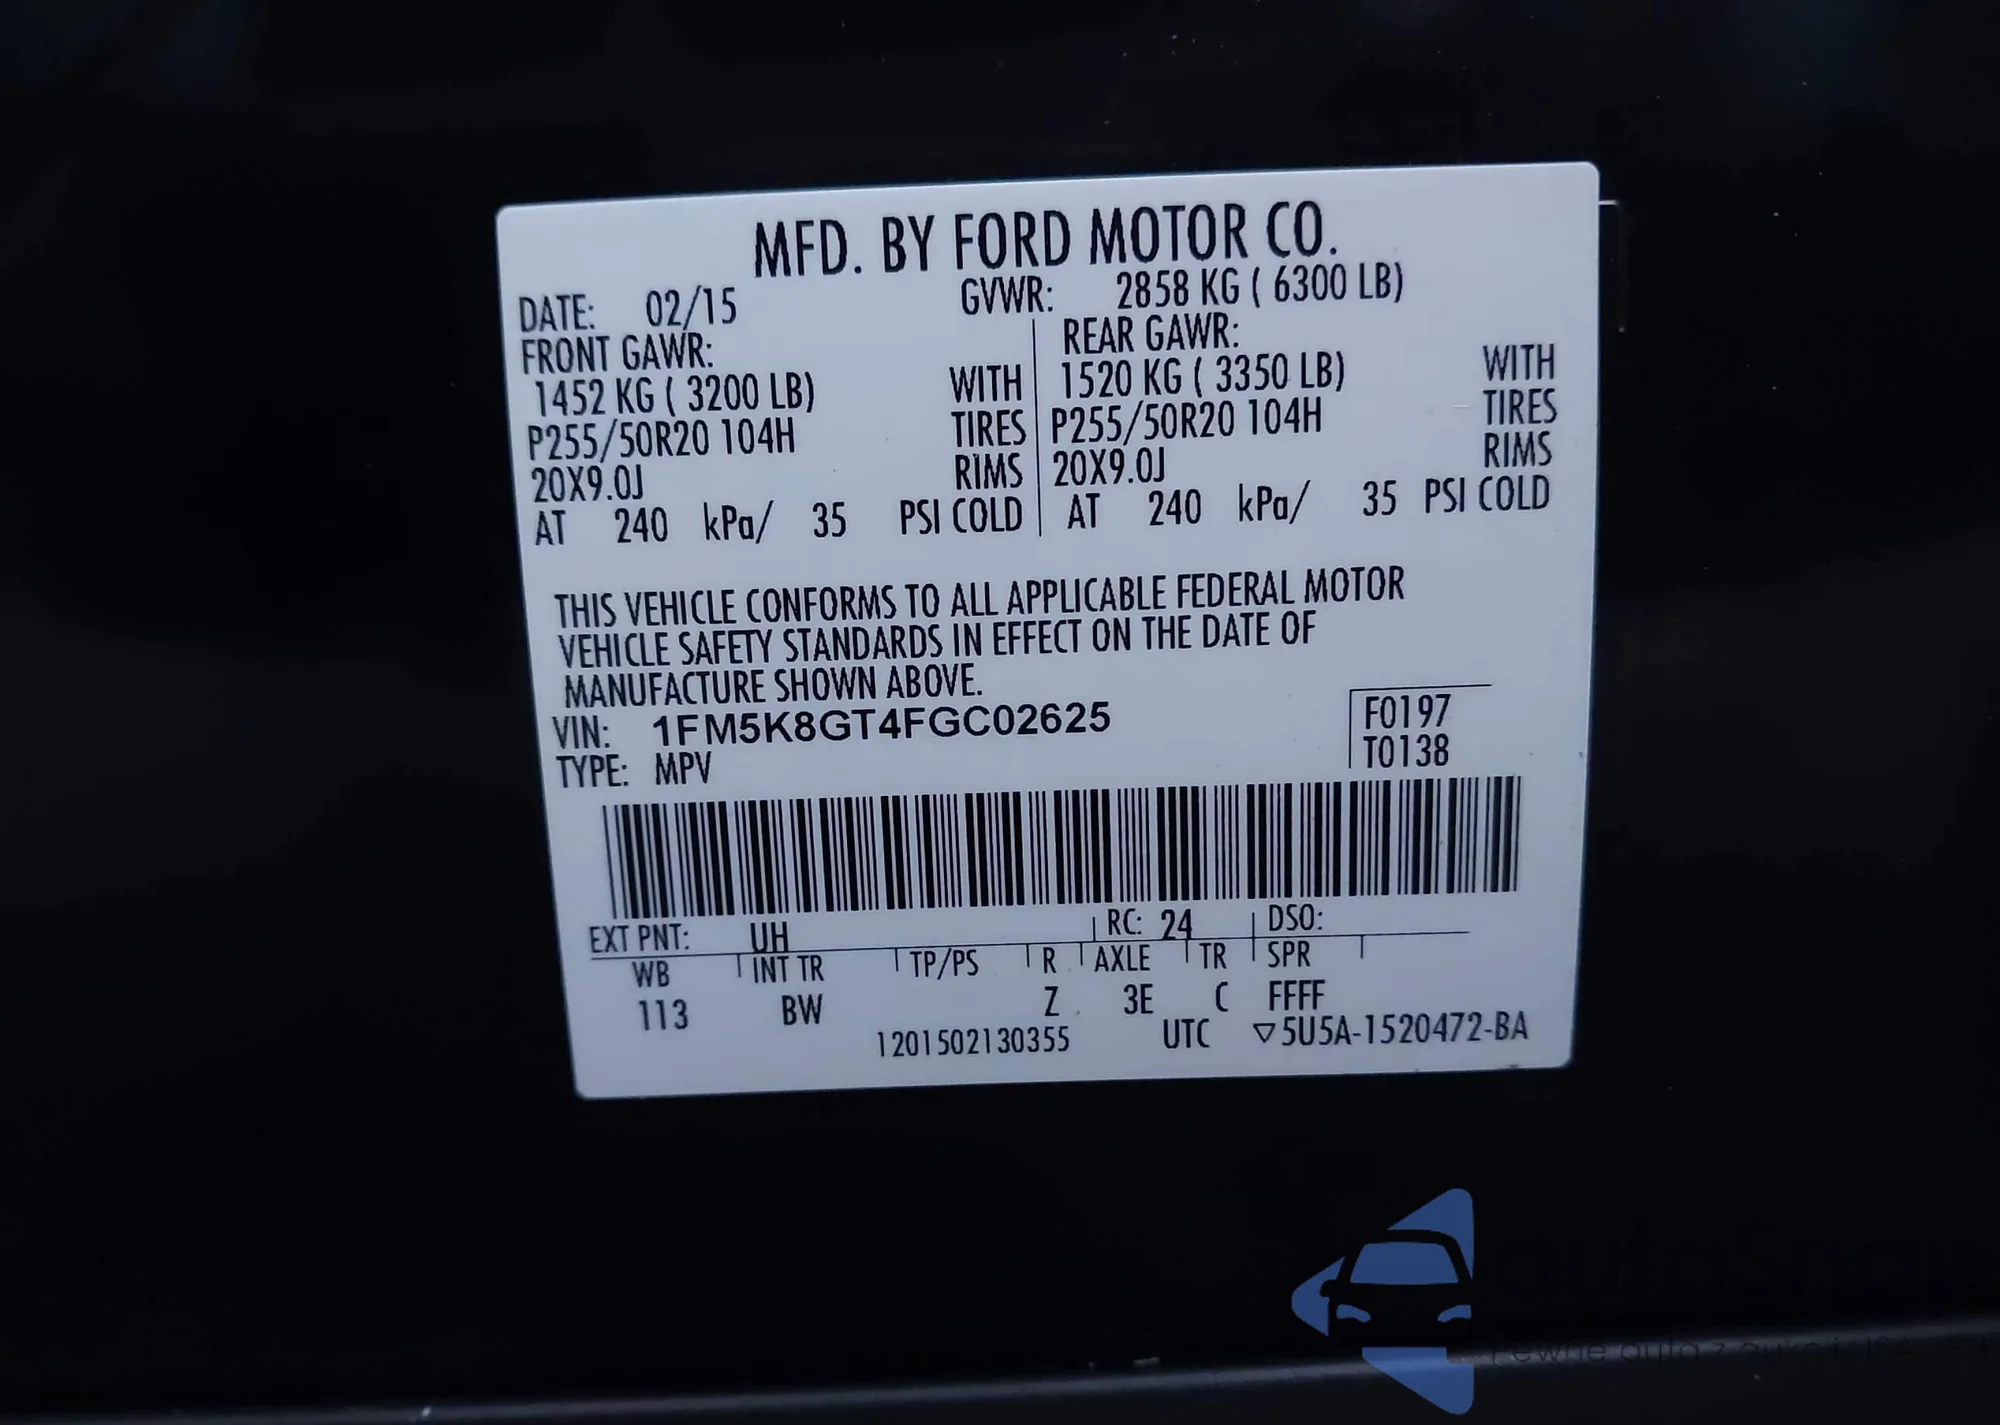 MFD. BY FORD MOTOR CO.
DATE: 02/15 GVWR: 2858 KG ( 6300 LB)
FRONT GAWR: REAR GAWR:
1452 KG ( 3200 LB) WITH 1520 KG ( 3350 LB) WITH
P255/50R20 104H TIRES P255/50R20 104H TIRES
20X9.0J RIMS 20X9.0J RIMS
AT 240 kPa/ 35 PSI COLD AT 240 kPa/ 35 PSI COLD
THIS VEHICLE CONFORMS TO ALL APPLICABLE FEDERAL MOTOR
VEHICLE SAFETY STANDARDS IN EFFECT ON THE DATE OF
MANUFACTURE SHOWN ABOVE.
VIN: 1FM5K8GT4FGC02625 F0197
TYPE: MPV T0138
EXT PNT: UH RC: 24 DSO:
WB INT TR TP/PS R AXLE TR SPR
113 BW Z 3E C FFFF
1201502130355 UTC ▽5U5A-1520472-BA
Pewne auta z aukcji